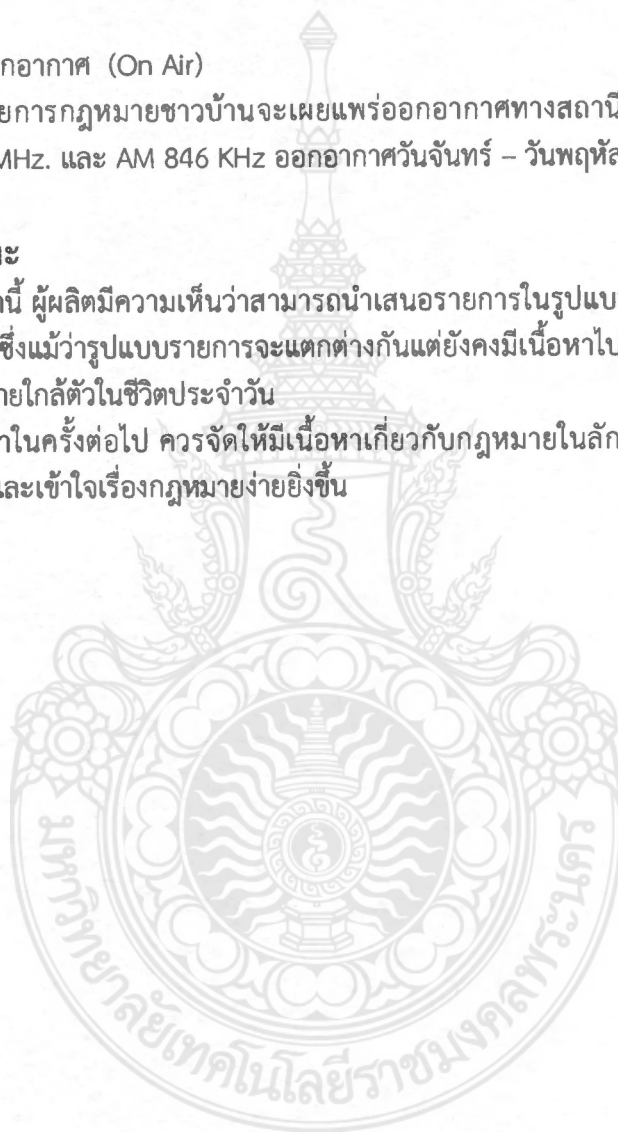 กอากาศ (On Air)
ยการกฎหมายชาวบ้านจะเผยแพร่ออกอากาศทางสถานี
MHz. และ AM 846 KHz ออกอากาศวันจันทร์ – วันพฤหัส
ะ
านี้ ผู้ผลิตมีความเห็นว่าสามารถนำเสนอรายการในรูปแบบ
ซึ่งแม้ว่ารูปแบบรายการจะแตกต่างกันแต่ยังคงมีเนื้อหาไป
ายใกล้ตัวในชีวิตประจำวัน
าในครั้งต่อไป ควรจัดให้มีเนื้อหาเกี่ยวกับกฎหมายในลัก
และเข้าใจเรื่องกฎหมายง่ายยิ่งขึ้น
มหาวิทยาลัยเทคโนโลยีราชมงคลพระนคร